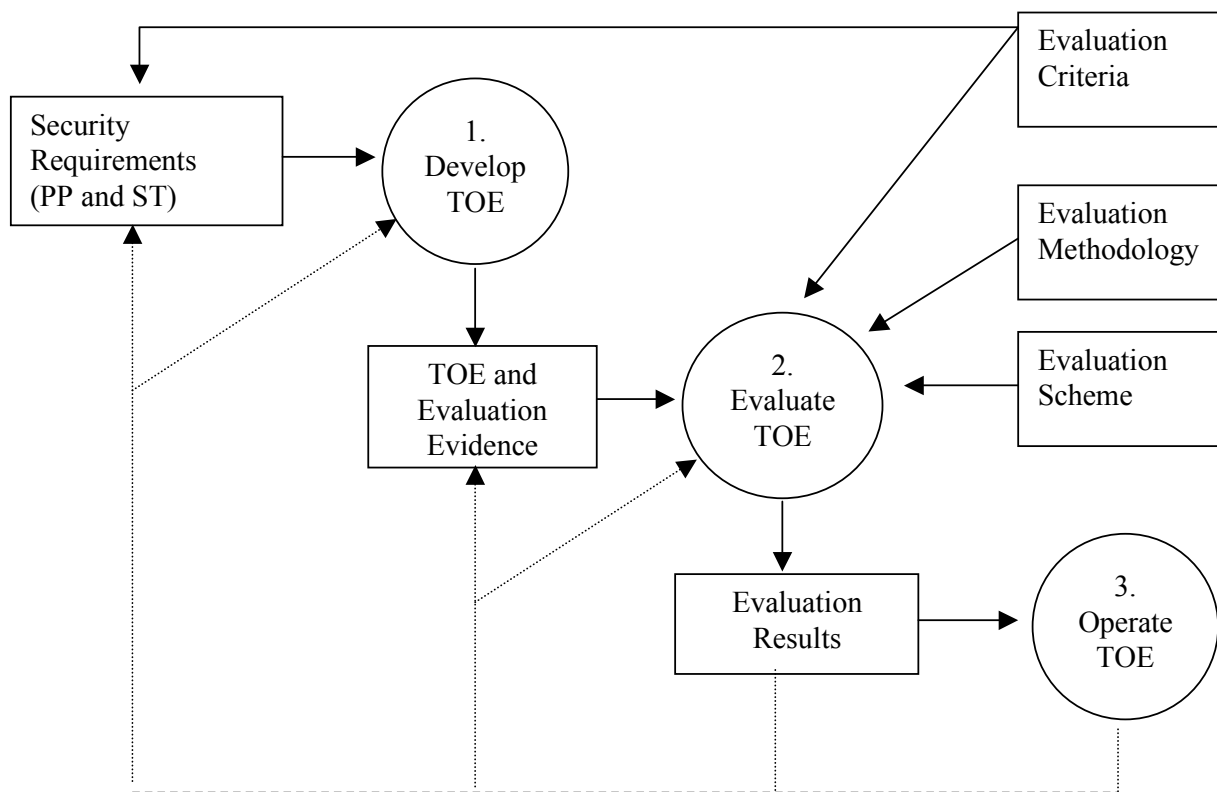 Evaluation
Criteria
Security
Requirements
(PP and ST)
1.
Develop
TOE
Evaluation
Methodology
TOE and
Evaluation
Evidence
2.
Evaluate
TOE
Evaluation
Scheme
Evaluation
Results
3.
Operate
TOE